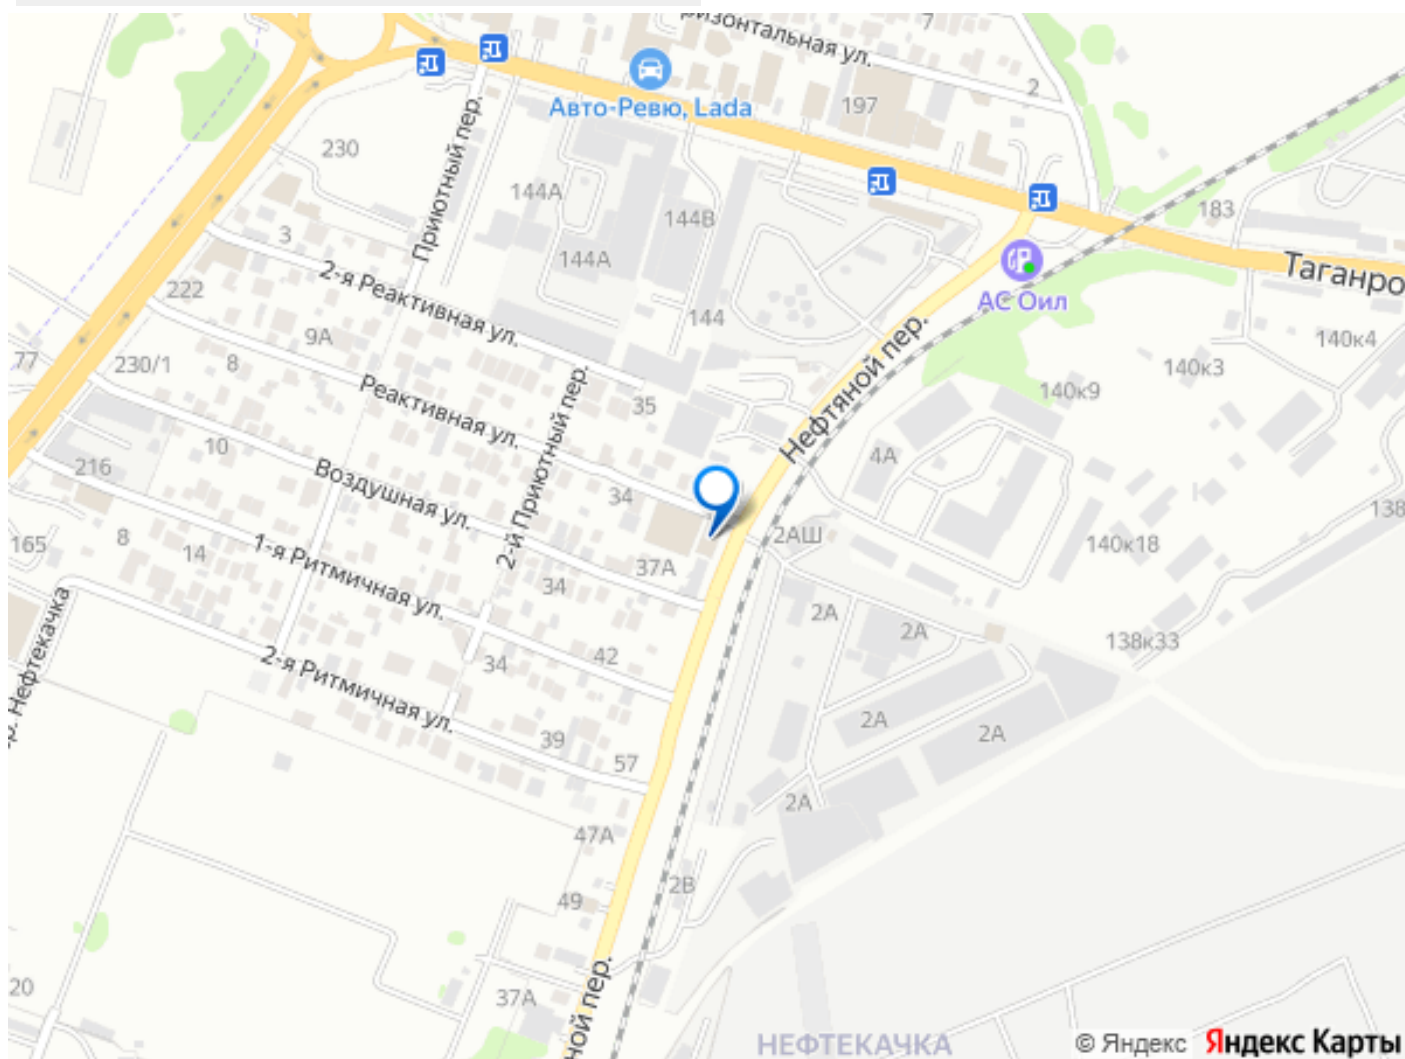 ризонтальная ул.
7
2
197
Авто-Ревю, Lada
230
Приютный пер.
144А
144В
144А
183
Таганро
АС Оил
3
2-я Реактивная ул.
222
144
Нефтяной пер.
140к4
140к3
140к9
9А
77
230/1
8
Реактивная ул.
2-й Приютный пер.
35
10
216
Воздушная ул.
34
4А
138
165
8
14
1-я Ритмичная ул.
34
37А
2АШ
140к18
2А
2А
138к33
р. Нефтекачка
2-я Ритмичная ул.
34
42
39
57
2А
2А
2А
47А
2В
49
20
37А
ной пер.
НЕФТЕКАЧКА
© Яндекс Яндекс Карты